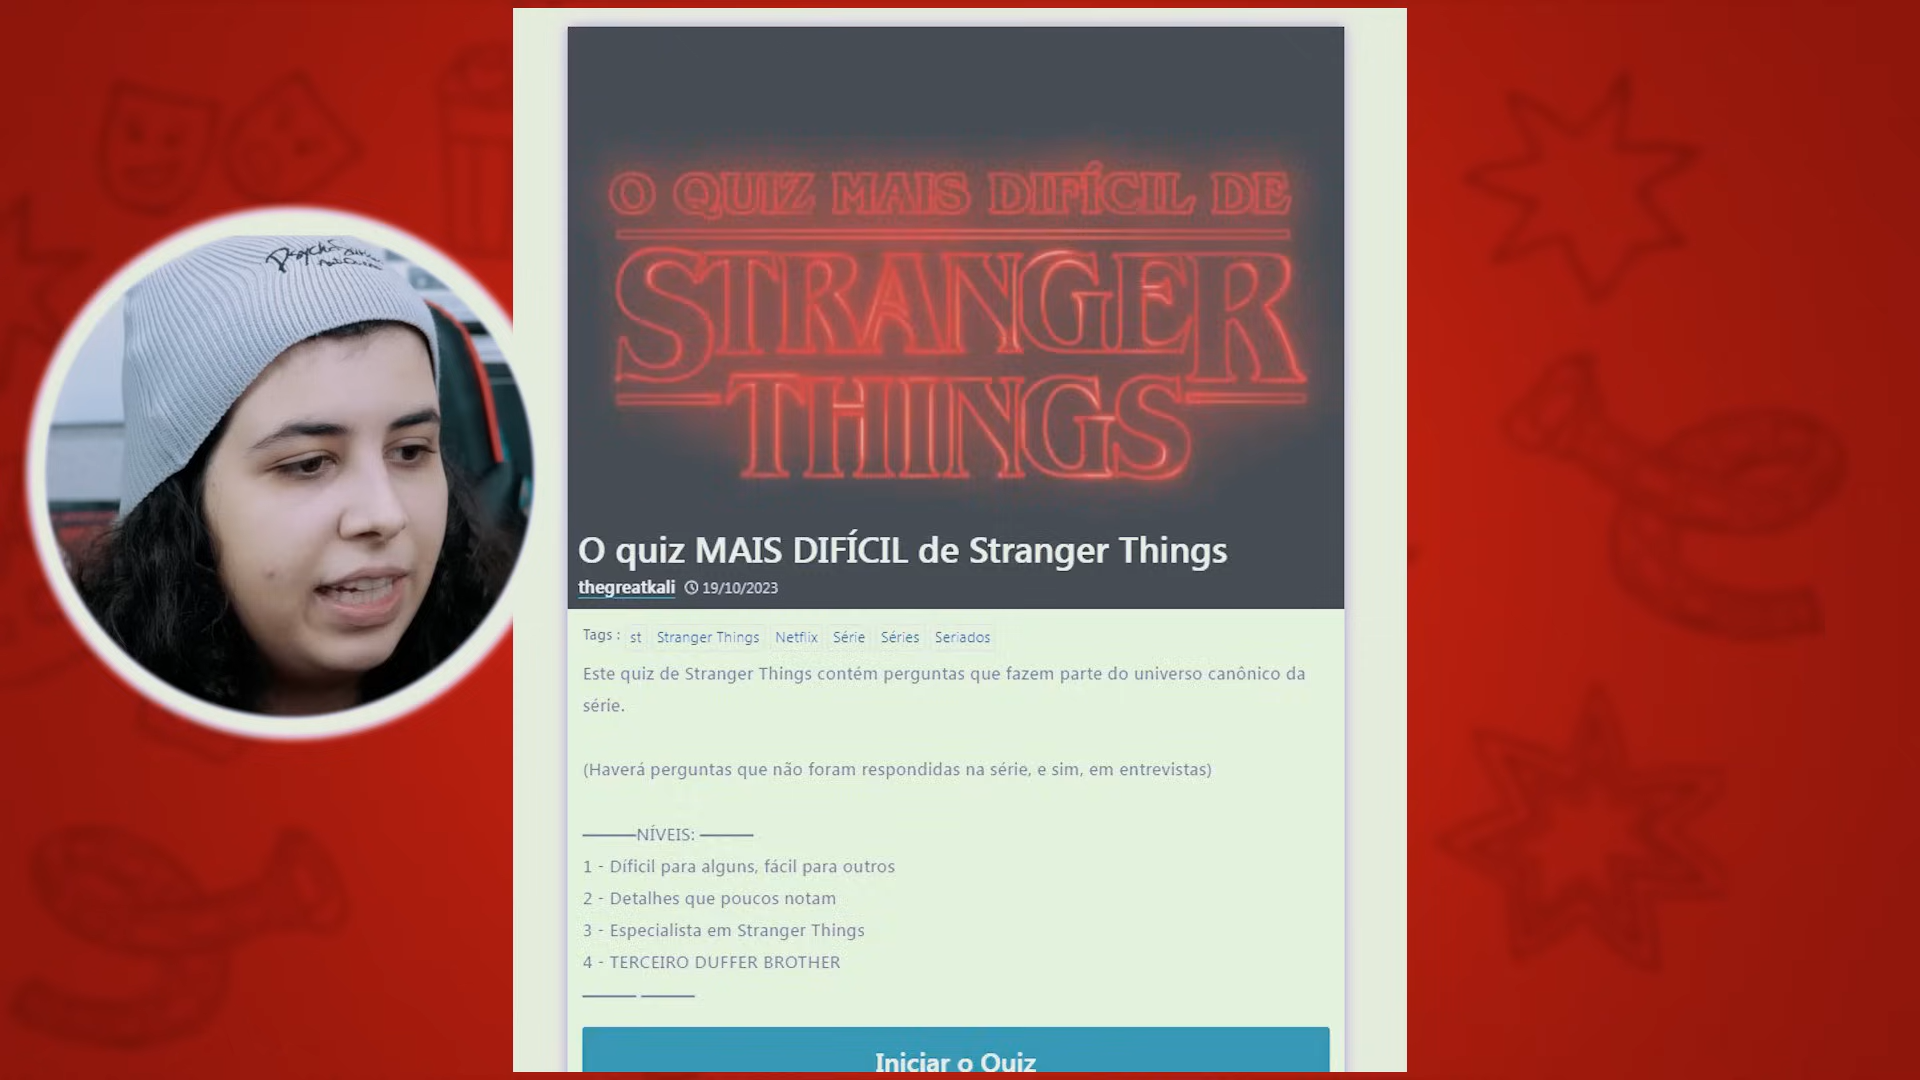 O QUIZ MAIS DIFÍCIL DE
STRANGER
THINGS
O quiz MAIS DIFÍCIL de Stranger Things
thegreatkali 19/10/2023
Tags : st Stranger Things Netflix Série Séries Seriados
Este quiz de Stranger Things contém perguntas que fazem parte do universo canônico da
série.
(Haverá perguntas que não foram respondidas na série, e sim, em entrevistas)
———NÍVEIS: ———
1 - Díficil para alguns, fácil para outros
2 - Detalhes que poucos notam
3 - Especialista em Stranger Things
4 - TERCEIRO DUFFER BROTHER
——— ———
Iniciar o Quiz